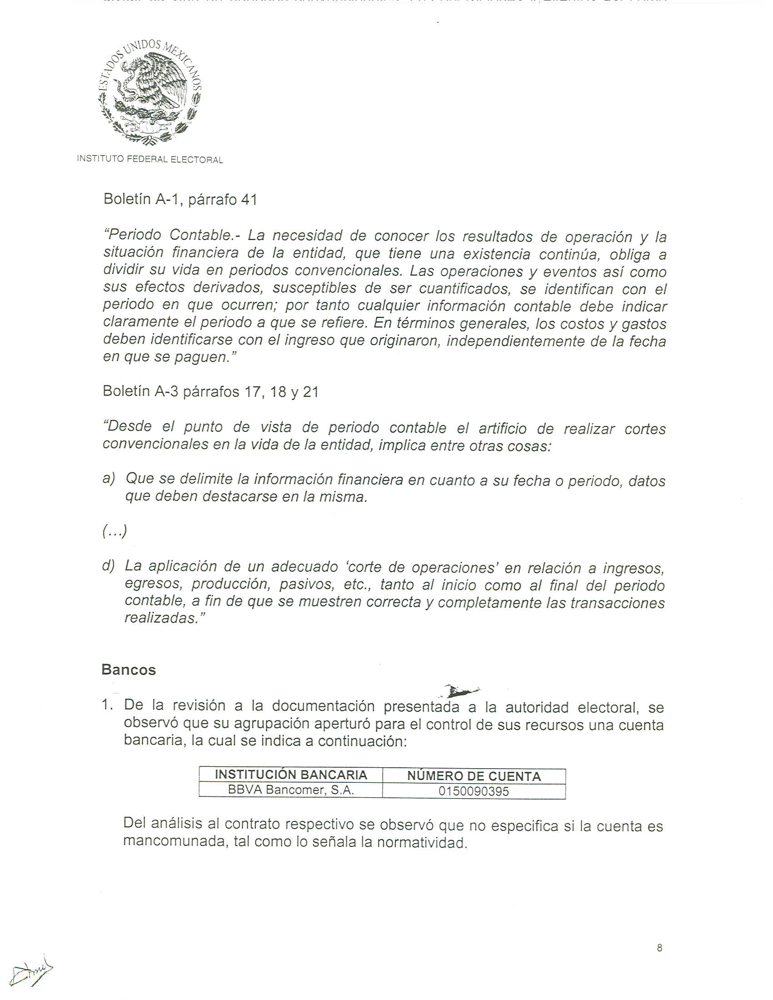 ESTADOS UNIDOS MEXICANOS
INSTITUTO FEDERAL ELECTORAL
Boletín A-1, párrafo 41
“Periodo Contable.- La necesidad de conocer los resultados de operación y la
situación financiera de la entidad, que tiene una existencia continúa, obliga a
dividir su vida en periodos convencionales. Las operaciones y eventos así como
sus efectos derivados, susceptibles de ser cuantificados, se identifican con el
periodo en que ocurren; por tanto cualquier información contable debe indicar
claramente el periodo a que se refiere. En términos generales, los costos y gastos
deben identificarse con el ingreso que originaron, independientemente de la fecha
en que se paguen.”
Boletín A-3 párrafos 17, 18 y 21
“Desde el punto de vista de periodo contable el artificio de realizar cortes
convencionales en la vida de la entidad, implica entre otras cosas:
a) Que se delimite la información financiera en cuanto a su fecha o periodo, datos
que deben destacarse en la misma.
(...)
d) La aplicación de un adecuado ‘corte de operaciones’ en relación a ingresos,
egresos, producción, pasivos, etc., tanto al inicio como al final del periodo
contable, a fin de que se muestren correcta y completamente las transacciones
realizadas.”
Bancos
1. De la revisión a la documentación presentada a la autoridad electoral, se
observó que su agrupación aperturó para el control de sus recursos una cuenta
bancaria, la cual se indica a continuación:
INSTITUCIÓN BANCARIA NÚMERO DE CUENTA
BBVA Bancomer, S.A. 0150090395
Del análisis al contrato respectivo se observó que no especifica si la cuenta es
mancomunada, tal como lo señala la normatividad.
8